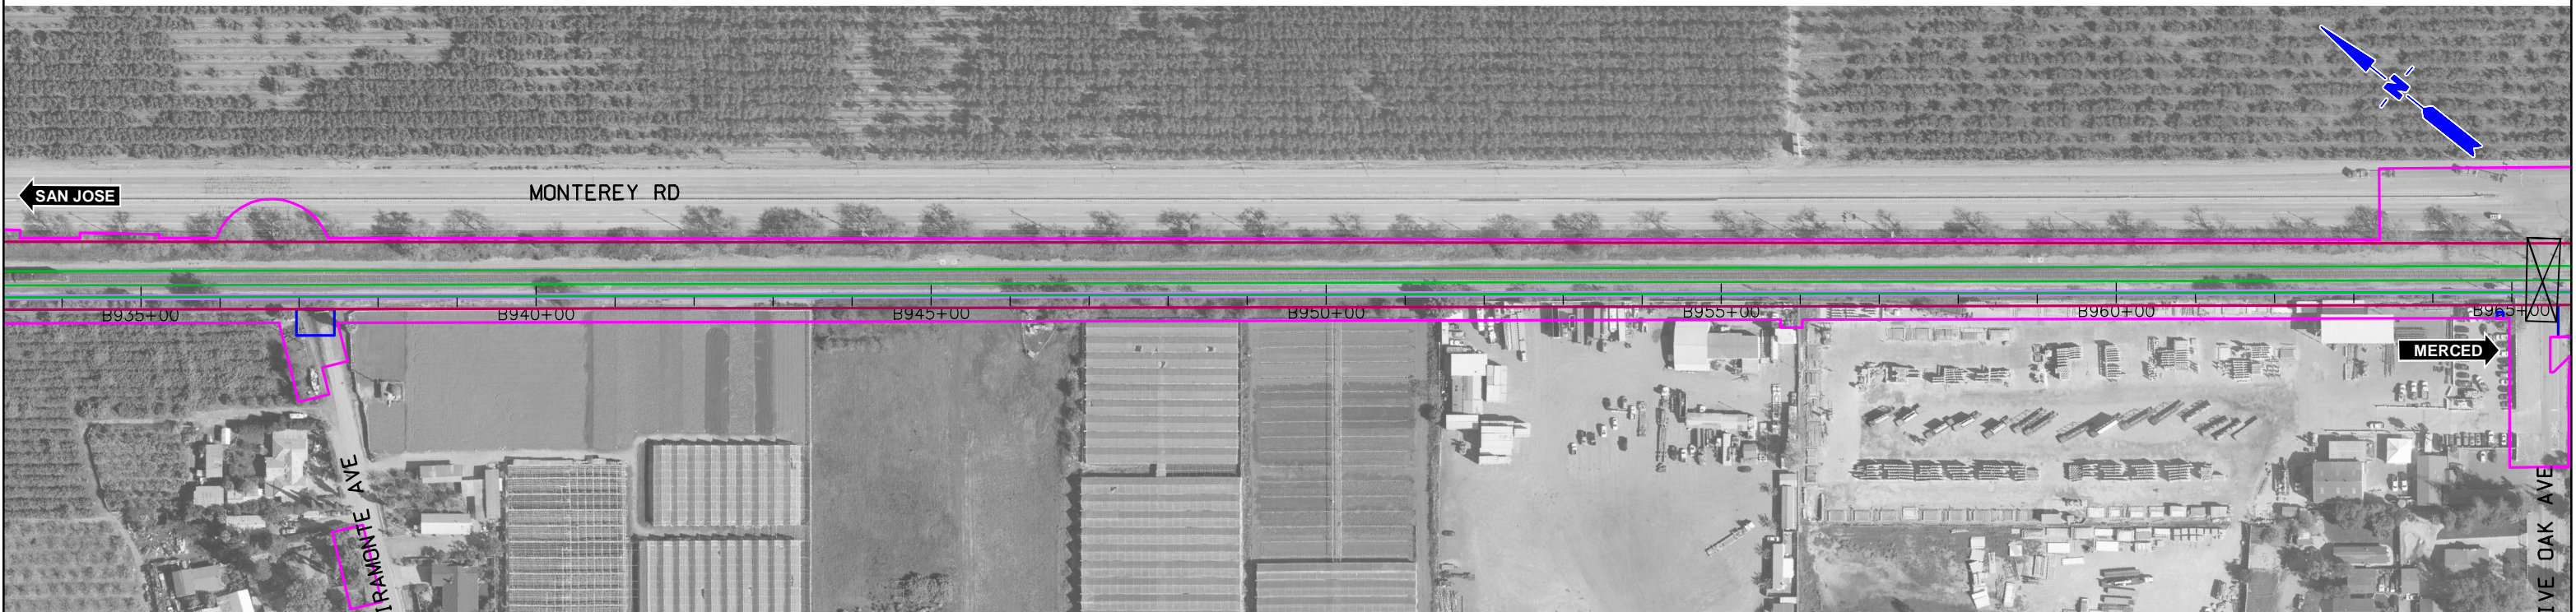 N
SAN JOSE
MONTEREY RD
B935+00
B940+00
B945+00
B950+00
B955+00
B960+00
B965+00
MERCED
IRAMONTE AVE
IVE OAK AVE